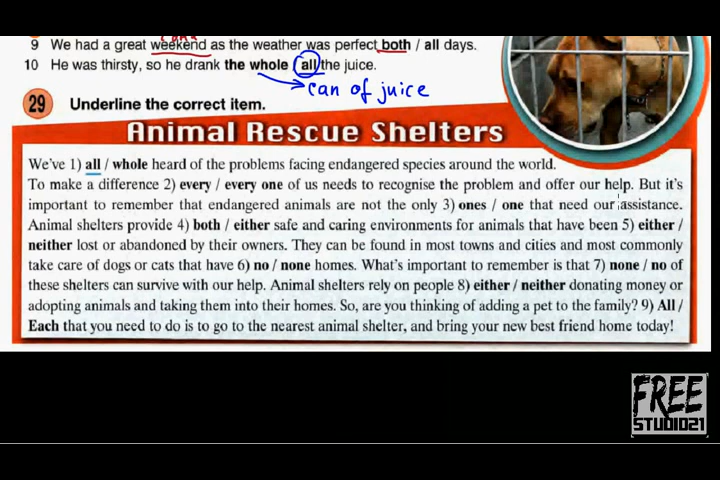 9 We had a great weekend as the weather was perfect both / all days.
10 He was thirsty, so he drank the whole / all the juice.
can of juice
29 Underline the correct item.
Animal Rescue Shelters
We've 1) all / whole heard of the problems facing endangered species around the world.
To make a difference 2) every / every one of us needs to recognise the problem and offer our help. But it's
important to remember that endangered animals are not the only 3) ones / one that need our assistance.
Animal shelters provide 4) both / either safe and caring environments for animals that have been 5) either /
neither lost or abandoned by their owners. They can be found in most towns and cities and most commonly
take care of dogs or cats that have 6) no / none homes. What's important to remember is that 7) none / no of
these shelters can survive with our help. Animal shelters rely on people 8) either / neither donating money or
adopting animals and taking them into their homes. So, are you thinking of adding a pet to the family? 9) All /
Each that you need to do is to go to the nearest animal shelter, and bring your new best friend home today!
FREE
STUDIO21